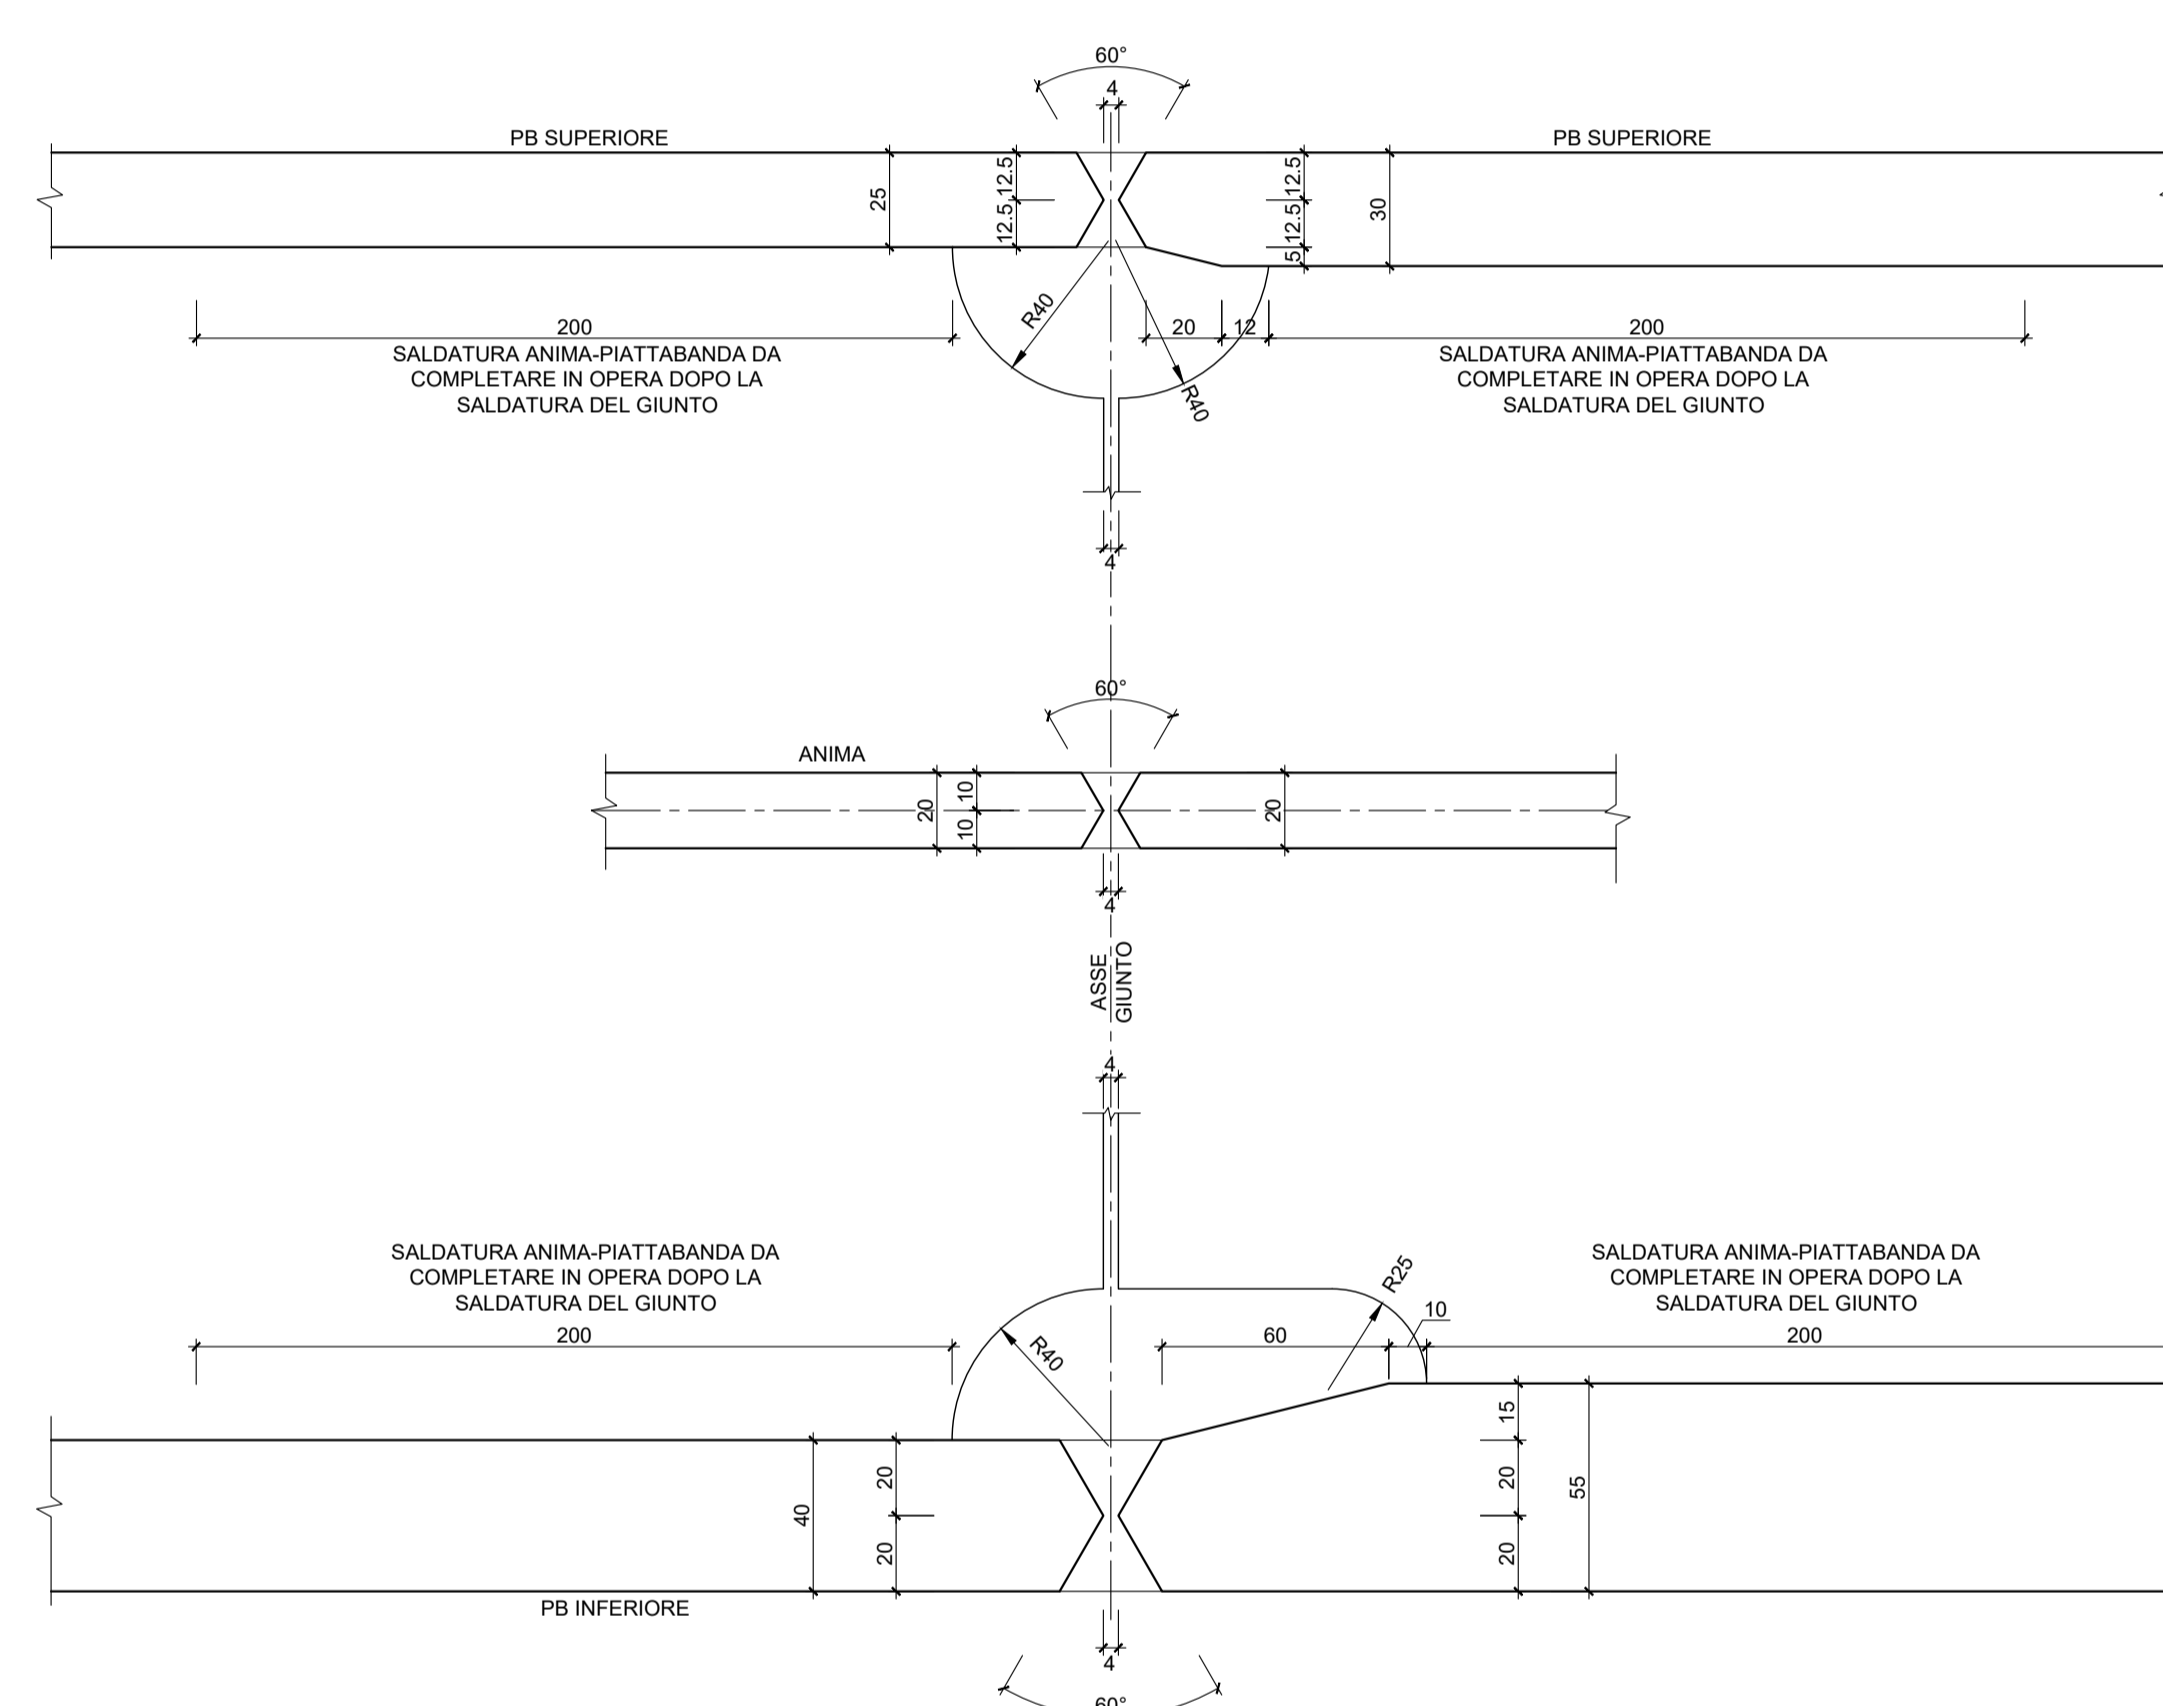 60°
4
PB SUPERIORE
PB SUPERIORE
25
12.5
12.5
12.5
12.5
5
30
R40
R40
200
20
12
200
SALDATURA ANIMA-PIATTABANDA DA
COMPLETARE IN OPERA DOPO LA
SALDATURA DEL GIUNTO
SALDATURA ANIMA-PIATTABANDA DA
COMPLETARE IN OPERA DOPO LA
SALDATURA DEL GIUNTO
4
60°
ANIMA
20
10
10
20
4
ASSE
GIUNTO
4
SALDATURA ANIMA-PIATTABANDA DA
COMPLETARE IN OPERA DOPO LA
SALDATURA DEL GIUNTO
SALDATURA ANIMA-PIATTABANDA DA
COMPLETARE IN OPERA DOPO LA
SALDATURA DEL GIUNTO
R25
10
200
R40
60
200
40
20
20
15
20
20
55
PB INFERIORE
4
60°